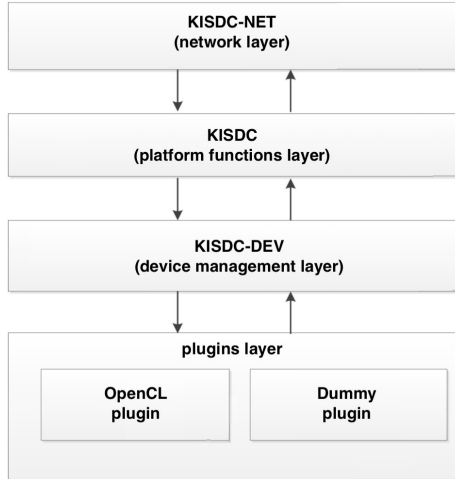 KISDC-NET
(network layer)
KISDC
(platform functions layer)
KISDC-DEV
(device management layer)
plugins layer
OpenCL
plugin
Dummy
plugin